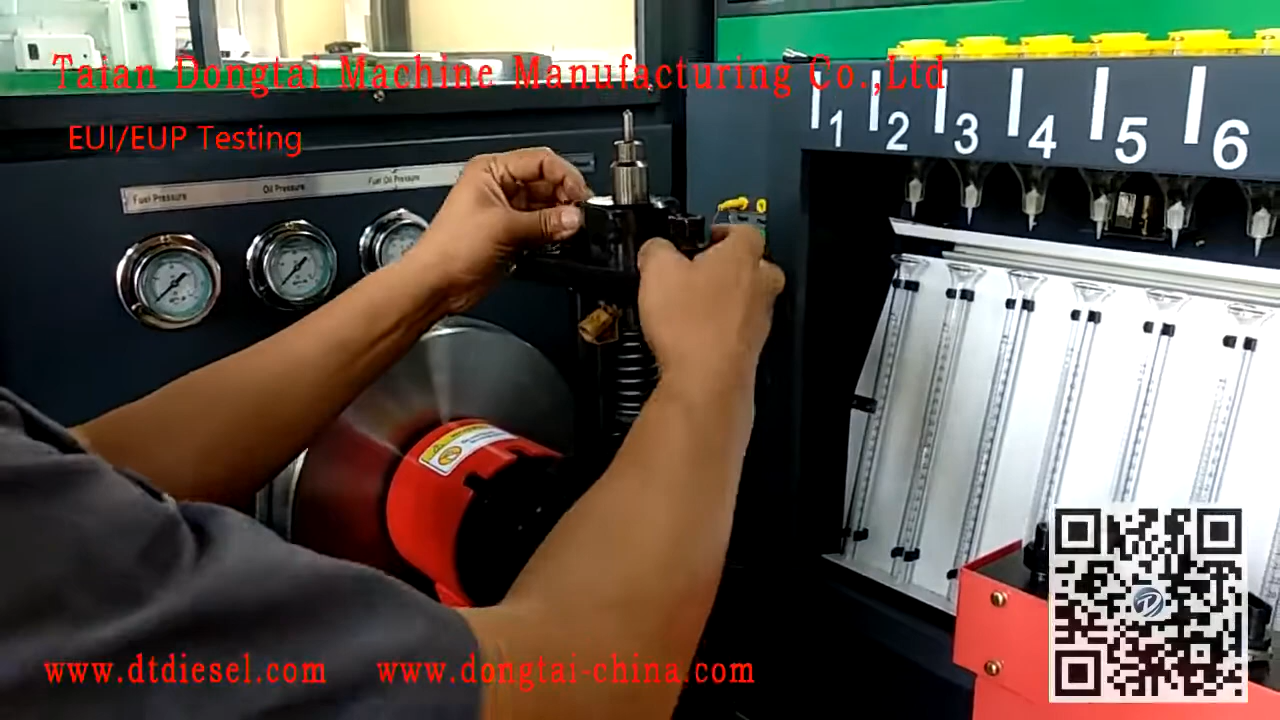 Taian Dongtai Machine Manufacturing Co.,Ltd
EUI/EUP Testing
Fuel Pressure
Oil Pressure
Fuel Oil Pressure
1 2 3 4 5 6
www.dtdiesel.com www.dongtai-china.com